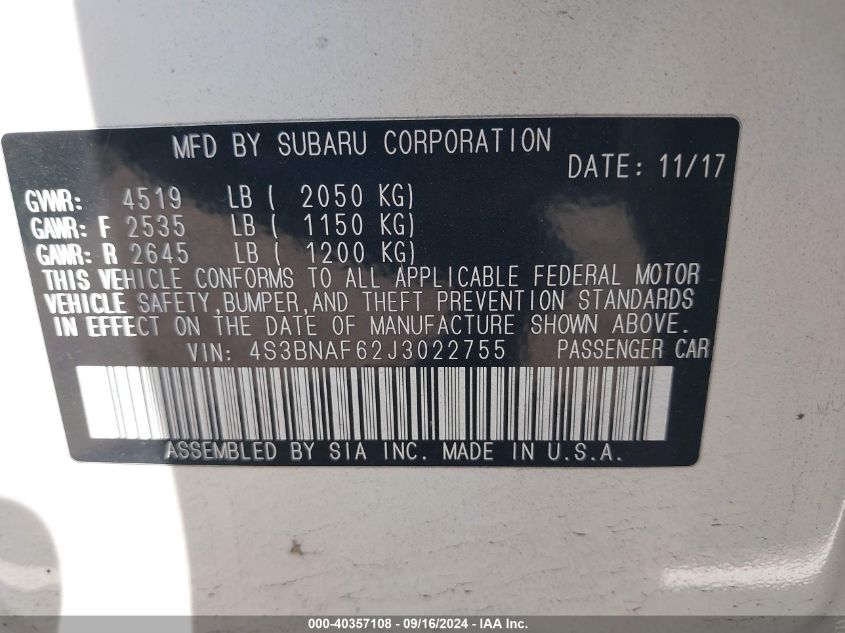 MFD BY SUBARU CORPORATION
DATE: 11/17
GVWR: 4519 LB ( 2050 KG)
GAWR: F 2535 LB ( 1150 KG)
GAWR: R 2645 LB ( 1200 KG)
THIS VEHICLE CONFORMS TO ALL APPLICABLE FEDERAL MOTOR
VEHICLE SAFETY,BUMPER,AND THEFT PREVENTION STANDARDS
IN EFFECT ON THE DATE OF MANUFACTURE SHOWN ABOVE.
VIN: 4S3BNAF62J3022755 PASSENGER CAR
ASSEMBLED BY SIA INC. MADE IN U.S.A.
000-40357108 - 09/16/2024 - IAA Inc.